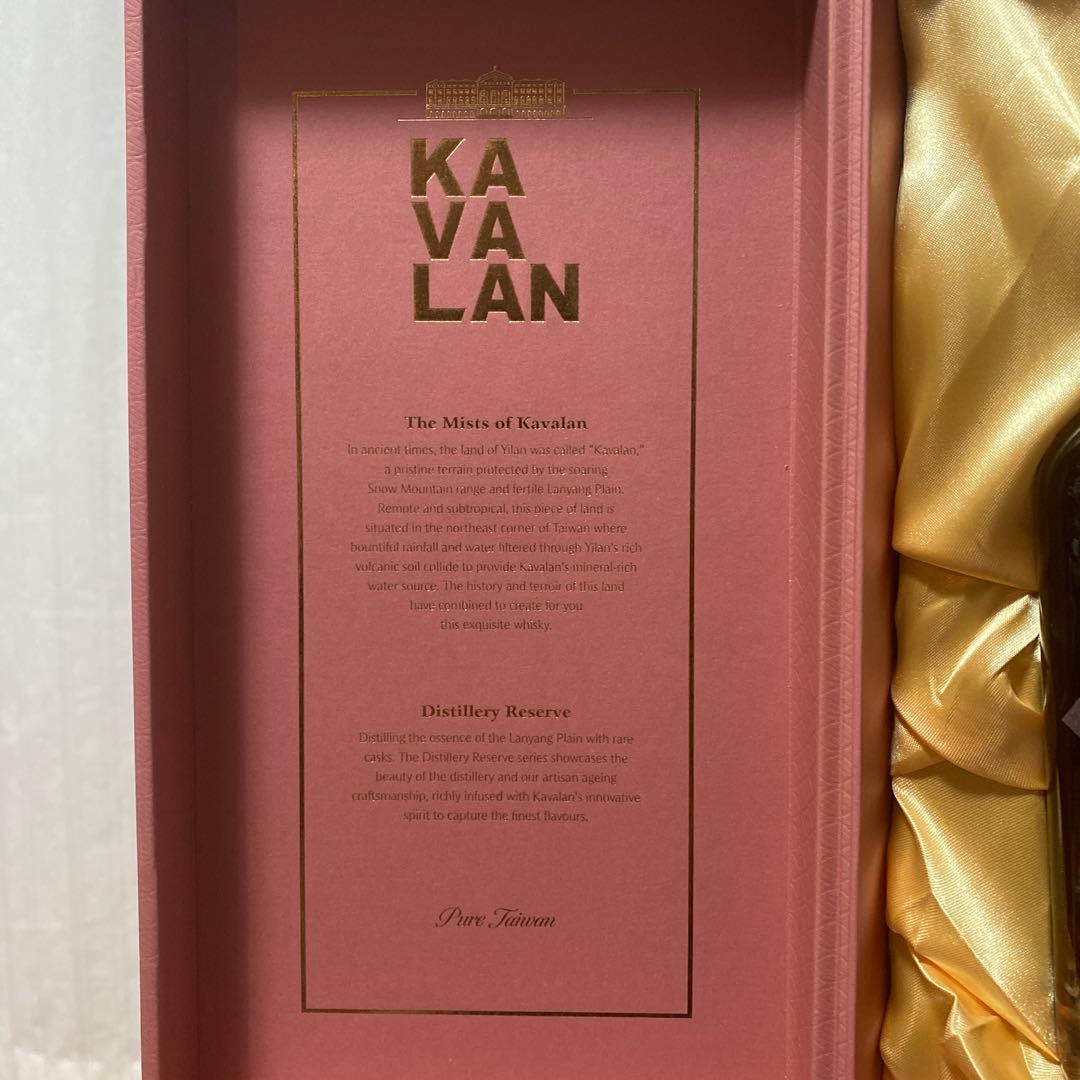 KA
VA
LAN
The Mists of Kavalan
In ancient times, the land of Yilan was called "Kavalan,"
a pristine terrain protected by the soaring
Snow Mountain range and fertile Lanyang Plain.
Remote and subtropical, this piece of land is
situated in the northeast corner of Taiwan where
bountiful rainfall and water filtered through Yilan's rich
volcanic soil collide to provide Kavalan's mineral-rich
water source. The history and terroir of this land
have combined to create for you
this exquisite whisky.
Distillery Reserve
Distilling the essence of the Lanyang Plain with rare
casks. The Distillery Reserve series showcases the
beauty of the distillery and our artisan ageing
craftsmanship, richly infused with Kavalan's innovative
spirit to capture the finest flavours.
Pure Taiwan